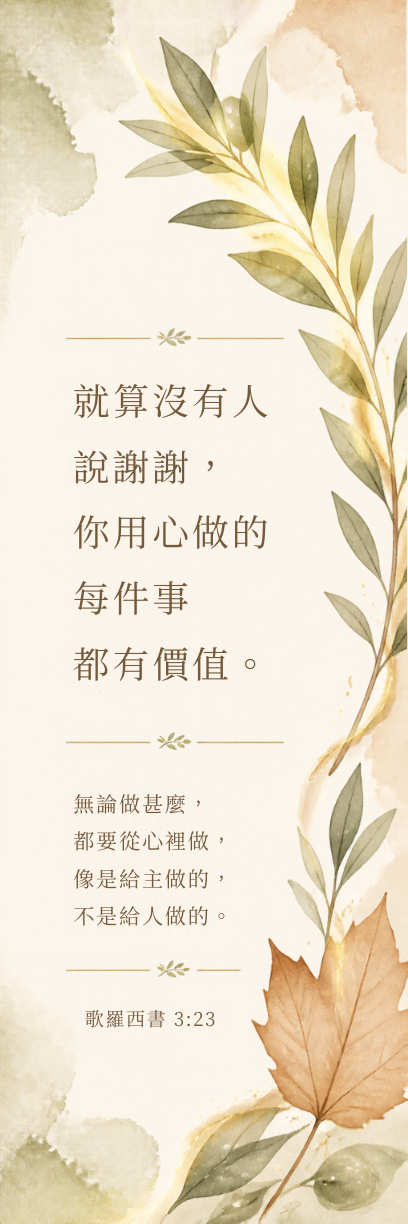 就算沒有人
說謝謝，
你用心做的
每件事
都有價值。
無論做甚麼，
都要從心裡做，
像是給主做的，
不是給人做的。
歌羅西書 3:23